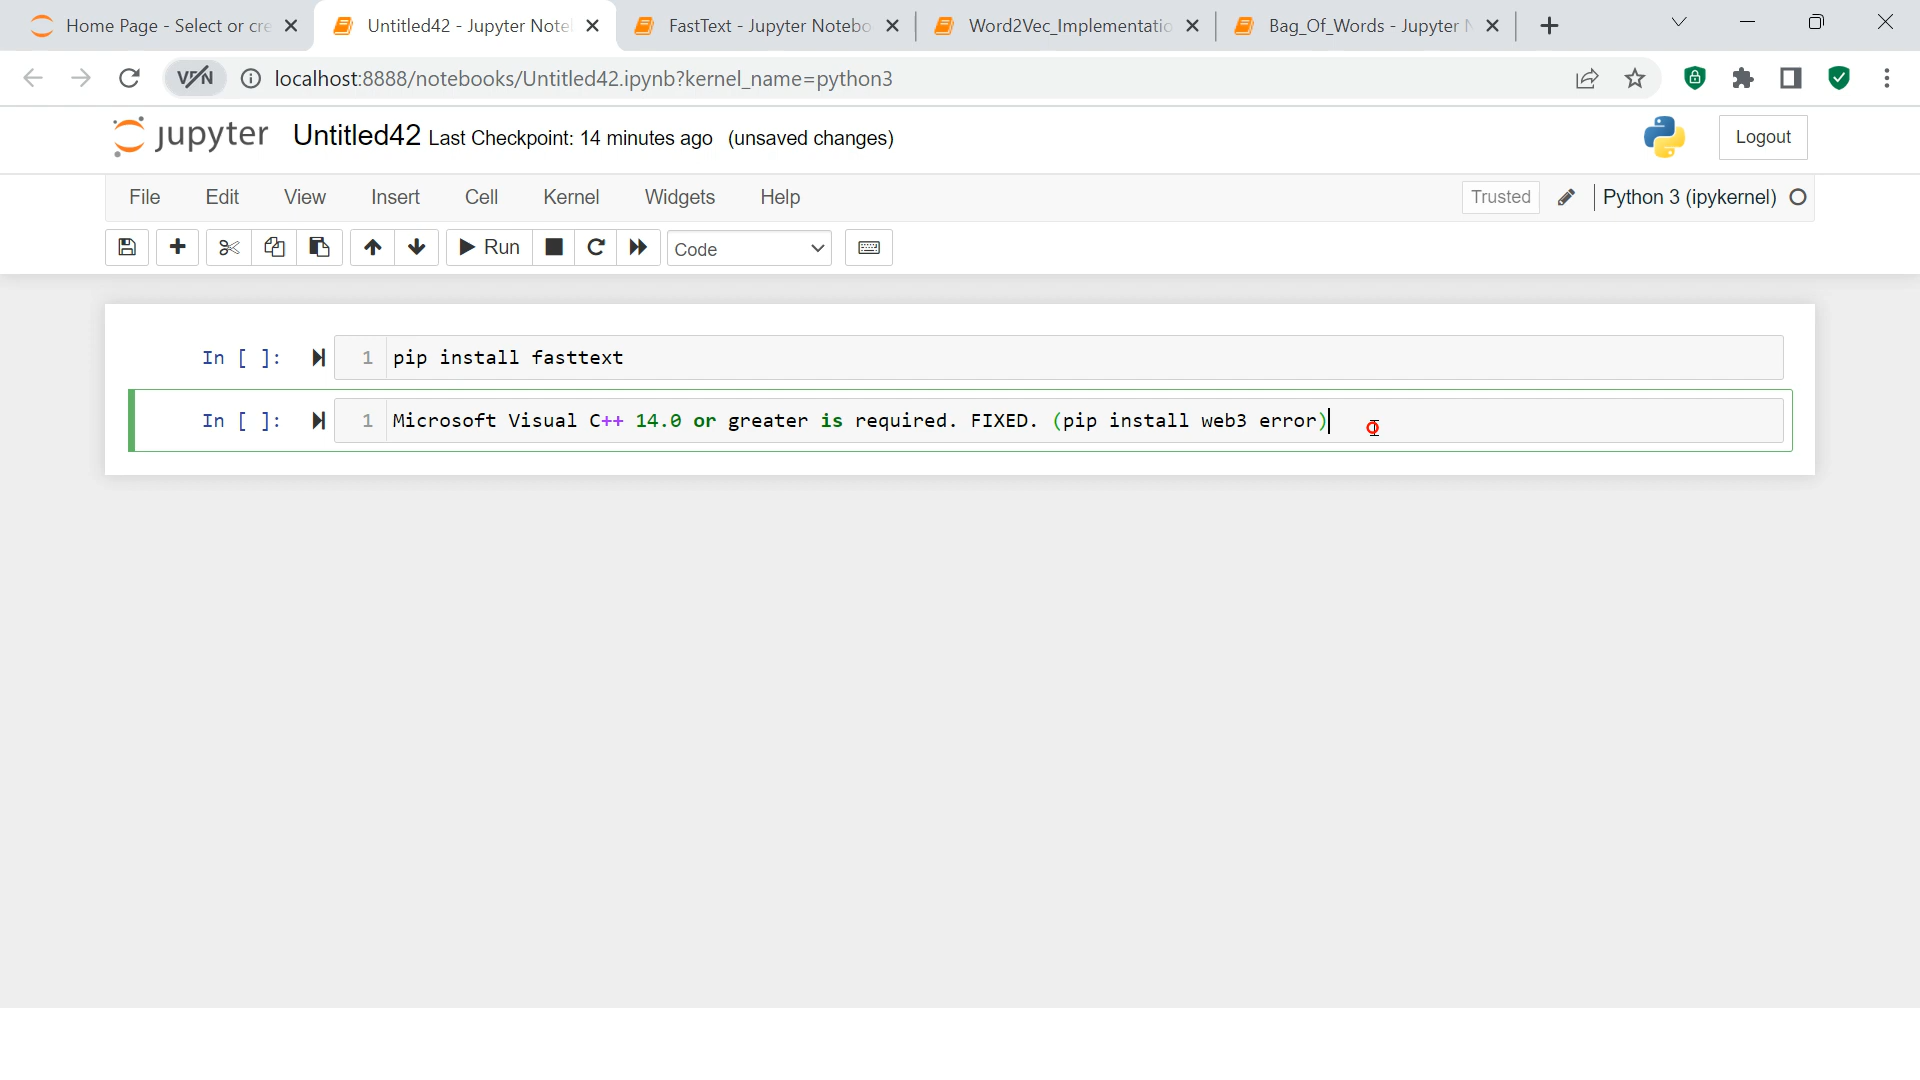 Home Page - Select or cre
Untitled42 - Jupyter Note
FastText - Jupyter Notebo
Word2Vec_Implementatio
Bag_Of_Words - Jupyter N
VPN localhost:8888/notebooks/Untitled42.ipynb?kernel_name=python3
jupyter Untitled42 Last Checkpoint: 14 minutes ago (unsaved changes)
Logout
File Edit View Insert Cell Kernel Widgets Help
Trusted Python 3 (ipykernel)
Run Code
In [ ]: 1 pip install fasttext
In [ ]: 1 Microsoft Visual C++ 14.0 or greater is required. FIXED. (pip install web3 error)